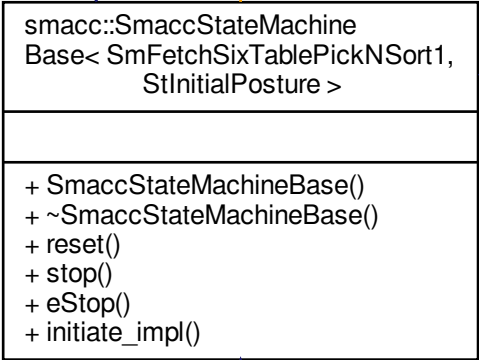 smacc::SmaccStateMachine
Base< SmFetchSixTablePickNSort1,
StInitialPosture >
+ SmaccStateMachineBase()
+ ~SmaccStateMachineBase()
+ reset()
+ stop()
+ eStop()
+ initiate_impl()